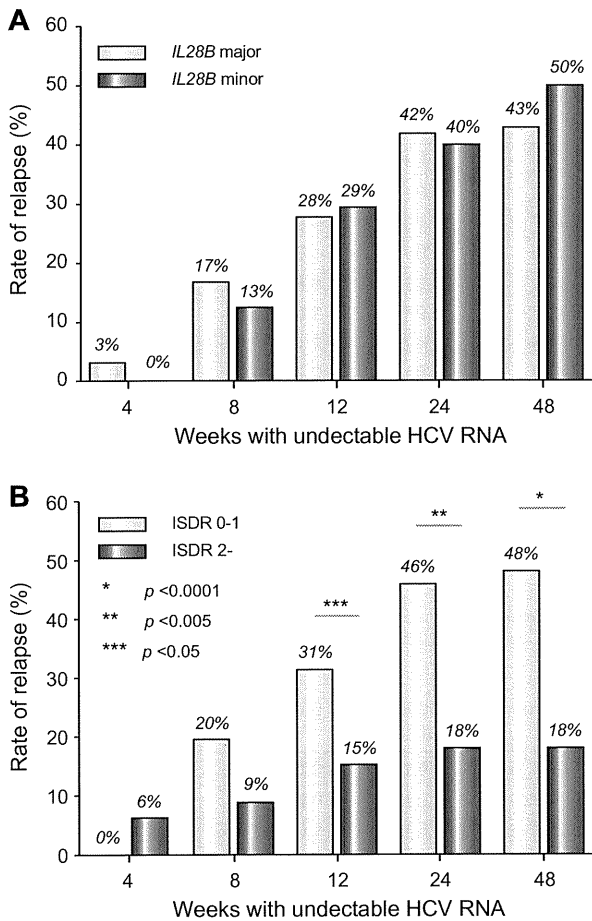 A
60
50
40
30
20
10
0
Rate of relapse (%)
IL28B major
IL28B minor
3%
0%
17%
13%
28%
29%
42%
40%
43%
50%
4 8 12 24 48
Weeks with undectable HCV RNA
B
60
50
40
30
20
10
0
Rate of relapse (%)
ISDR 0-1
ISDR 2-
* p <0.0001
** p <0.005
*** p <0.05
0%
6%
20%
9%
***
31%
15%
**
46%
18%
*
48%
18%
4 8 12 24 48
Weeks with undectable HCV RNA